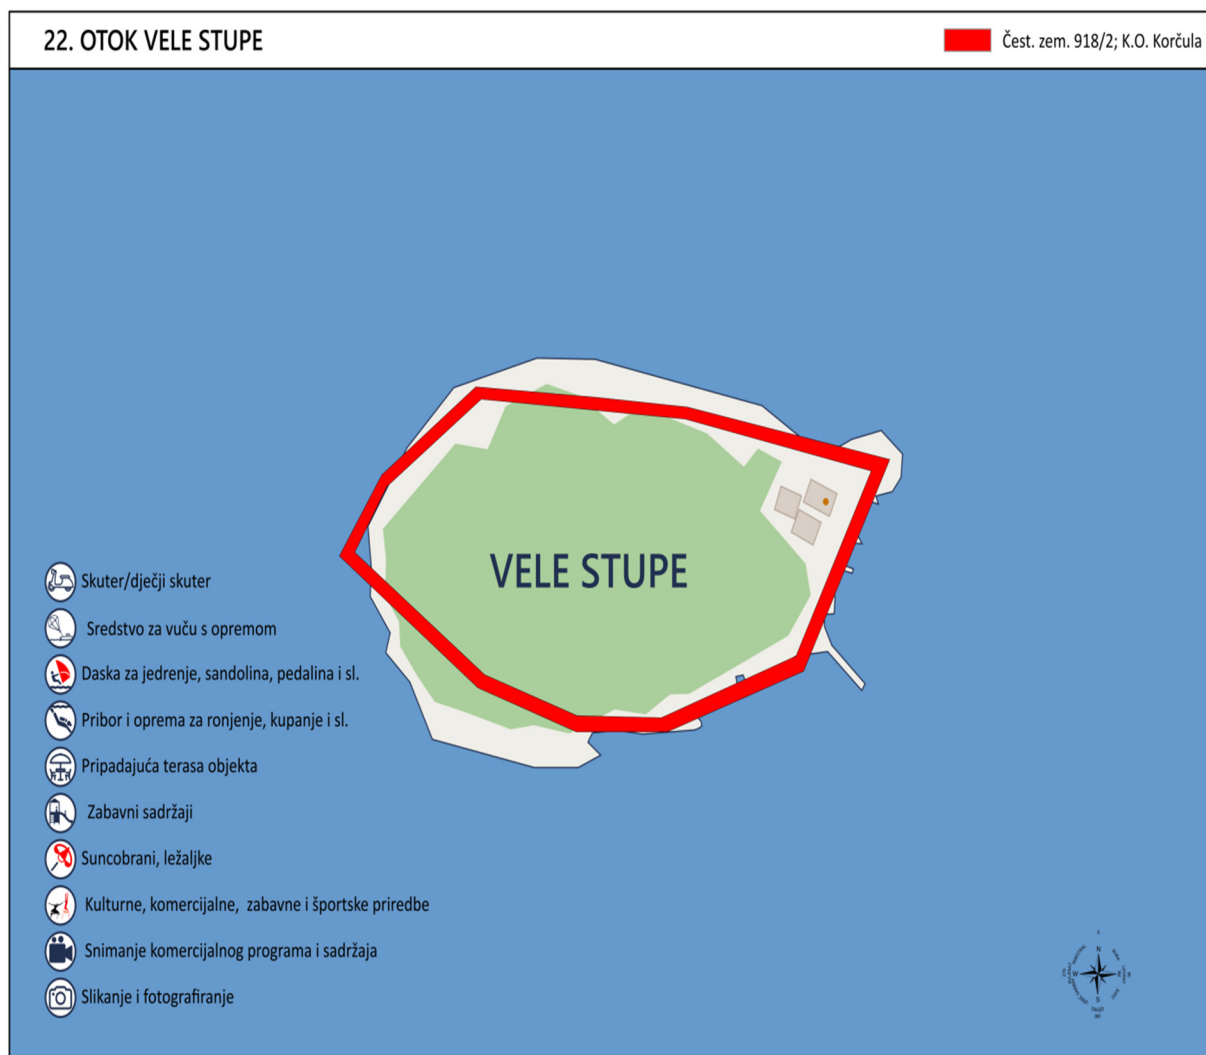 22. OTOK VELE STUPE
Čest. zem. 918/2; K.O. Korčula
VELE STUPE
Skuter/dječji skuter
Sredstvo za vuču s opremom
Daska za jedrenje, sandolina, pedalina i sl.
Pribor i oprema za ronjenje, kupanje i sl.
Pripadajuća terasa objekta
Zabavni sadržaji
Suncobrani, ležaljke
Kulturne, komercijalne, zabavne i športske priredbe
Snimanje komercijalnog programa i sadržaja
Slikanje i fotografiranje
N
W
E
S